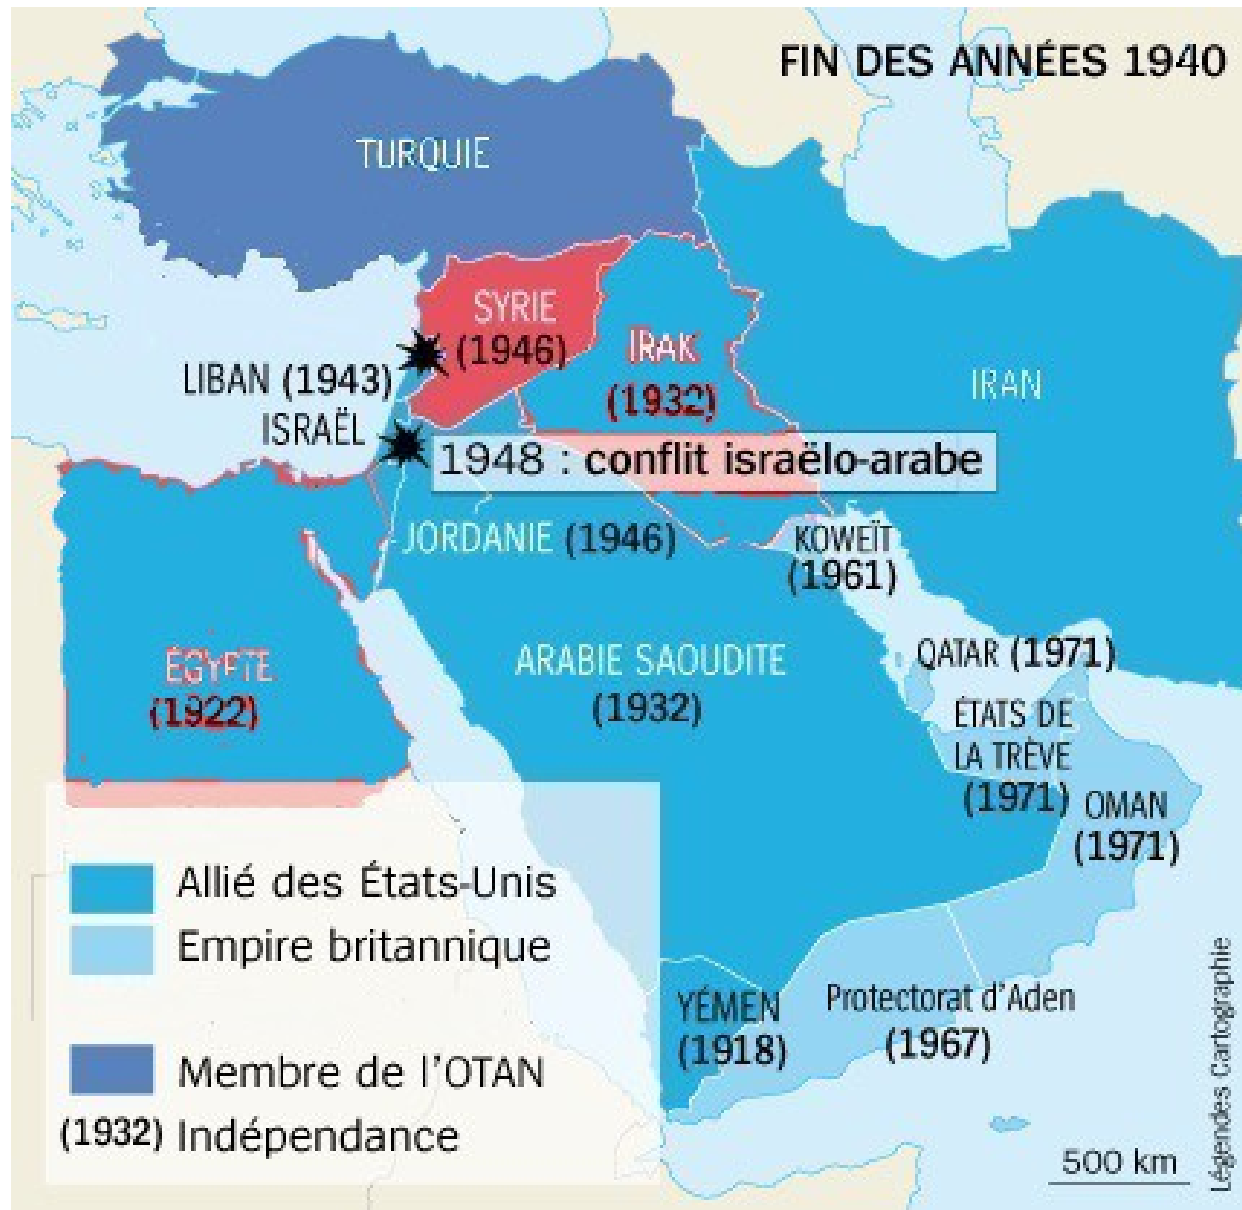 FIN DES ANNÉES 1940
TURQUIE
SYRIE
(1946)
IRAK
(1932)
LIBAN (1943)
IRAN
ISRAËL
1948 : conflit israëlo-arabe
JORDANIE (1946)
KOWEÏT
(1961)
ÉGYPTE
(1922)
ARABIE SAOUDITE
(1932)
QATAR (1971)
ÉTATS DE
LA TRÈVE
(1971)
OMAN
(1971)
Allié des États-Unis
Empire britannique
YÉMEN
(1918)
Protectorat d'Aden
(1967)
Membre de l'OTAN
(1932) Indépendance
500 km
Légendes Cartographie